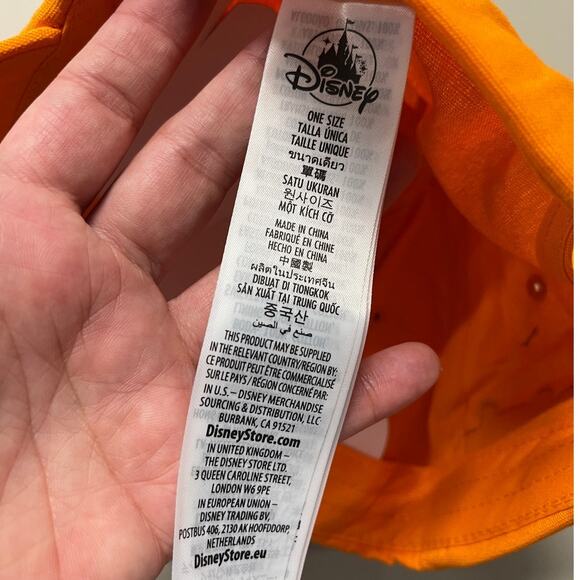 Disney
ONE SIZE
TALLA ÚNICA
TAILLE UNIQUE
ขนาดเดียว
單碼
SATU UKURAN
원사이즈
MỘT KÍCH CỠ
MADE IN CHINA
FABRIQUÉ EN CHINE
HECHO EN CHINA
中國製
ผลิตในประเทศจีน
DIBUAT DI TIONGKOK
SẢN XUẤT TẠI TRUNG QUỐC
중국산
صنع في الصين
THIS PRODUCT MAY BE SUPPLIED
IN THE RELEVANT COUNTRY/REGION BY:
CE PRODUIT PEUT ÊTRE COMMERCIALISÉ
SUR LE PAYS / RÉGION CONCERNÉ PAR:
IN U.S. – DISNEY MERCHANDISE
SOURCING & DISTRIBUTION, LLC
BURBANK, CA 91521
DisneyStore.com
IN UNITED KINGDOM –
THE DISNEY STORE LTD.
3 QUEEN CAROLINE STREET,
LONDON W6 9PE
IN EUROPEAN UNION –
DISNEY TRADING BV,
POSTBUS 406, 2130 AK HOOFDDORP,
NETHERLANDS
DisneyStore.eu